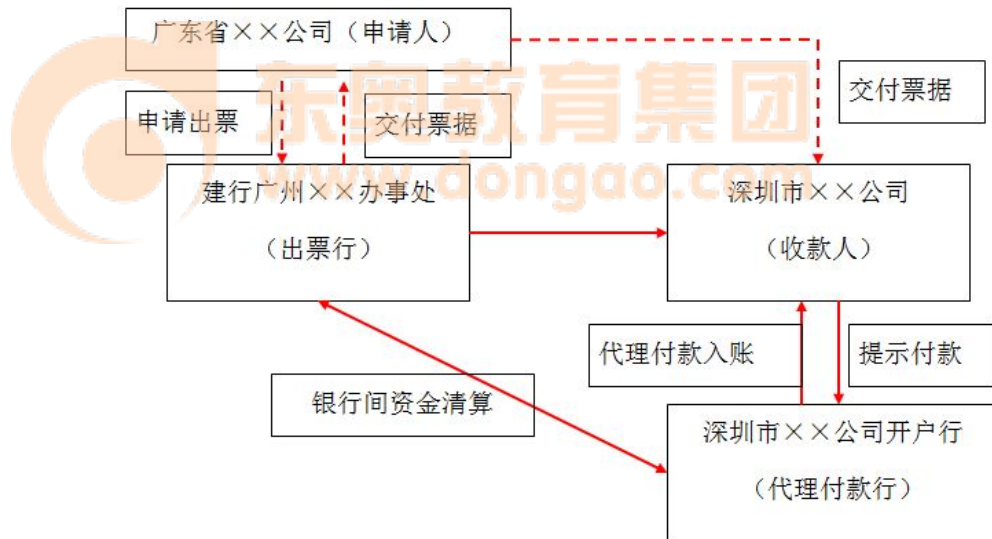 广东省××公司（申请人）
东奥教育集团
www.dongao.com
申请出票
交付票据
交付票据
建行广州××办事处
（出票行）
深圳市××公司
（收款人）
代理付款入账
提示付款
银行间资金清算
深圳市××公司开户行
（代理付款行）